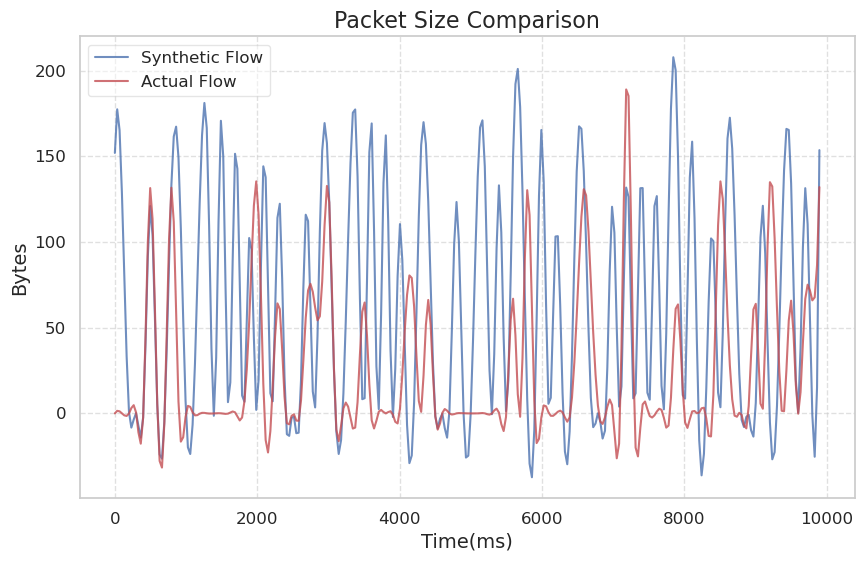 Packet Size Comparison
Synthetic Flow
Actual Flow
200
150
100
50
0
Bytes
0 2000 4000 6000 8000 10000
Time(ms)